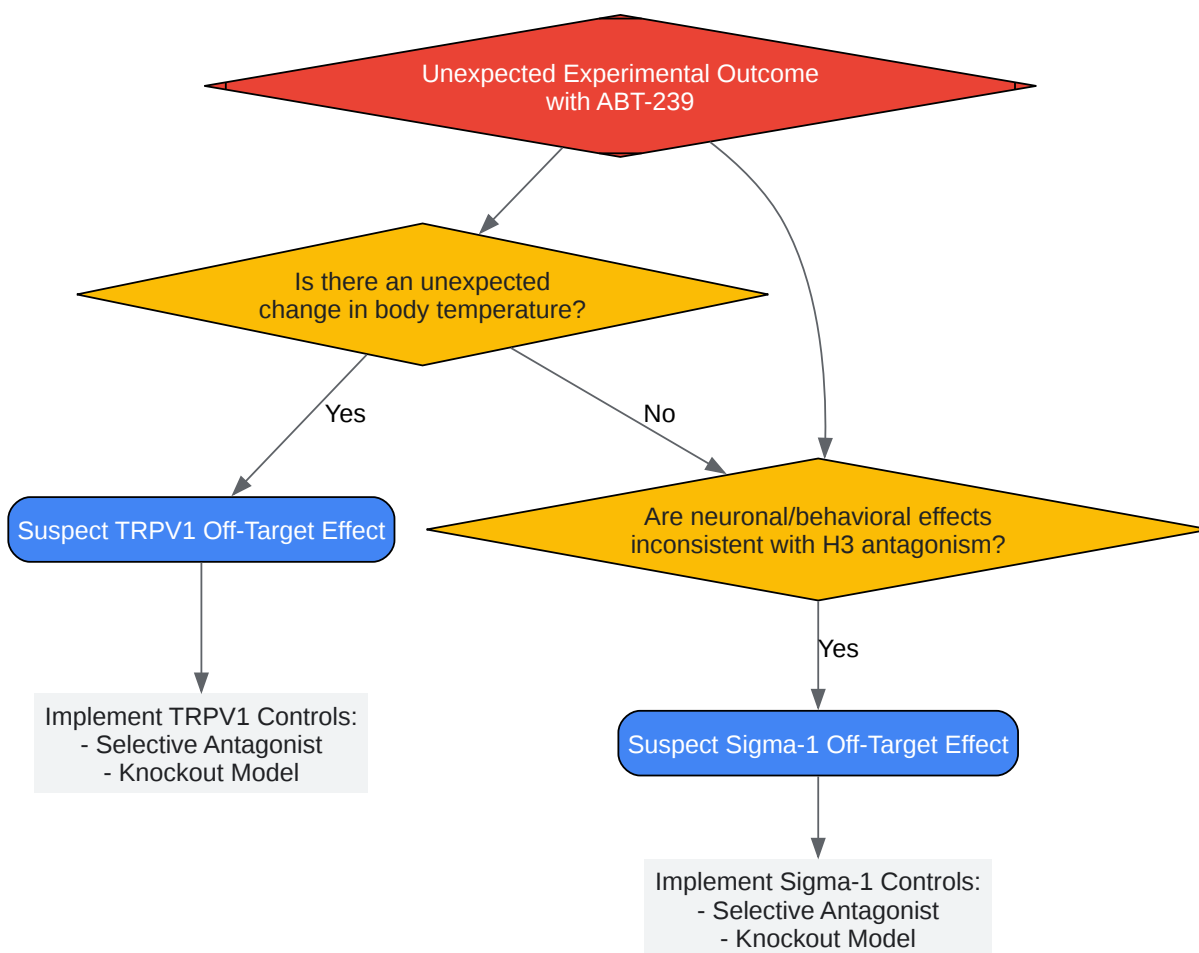 Unexpected Experimental Outcome
with ABT-239
Is there an unexpected
change in body temperature?
Yes
No
Suspect TRPV1 Off-Target Effect
Are neuronal/behavioral effects
inconsistent with H3 antagonism?
Yes
Implement TRPV1 Controls:
- Selective Antagonist
- Knockout Model
Suspect Sigma-1 Off-Target Effect
Implement Sigma-1 Controls:
- Selective Antagonist
- Knockout Model